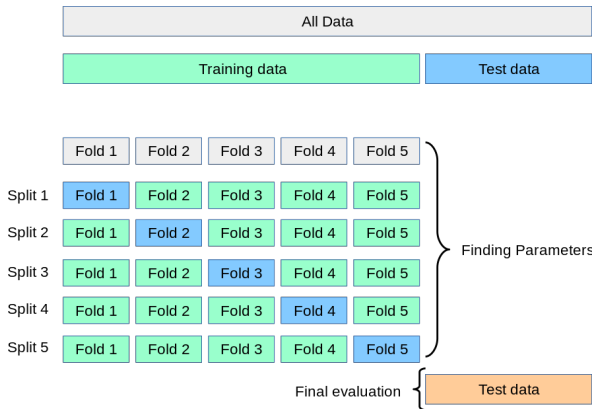 All Data
Training data Test data
Fold 1 Fold 2 Fold 3 Fold 4 Fold 5
Split 1 Fold 1 Fold 2 Fold 3 Fold 4 Fold 5
Split 2 Fold 1 Fold 2 Fold 3 Fold 4 Fold 5
Split 3 Fold 1 Fold 2 Fold 3 Fold 4 Fold 5
Split 4 Fold 1 Fold 2 Fold 3 Fold 4 Fold 5
Split 5 Fold 1 Fold 2 Fold 3 Fold 4 Fold 5
Finding Parameters
Final evaluation Test data